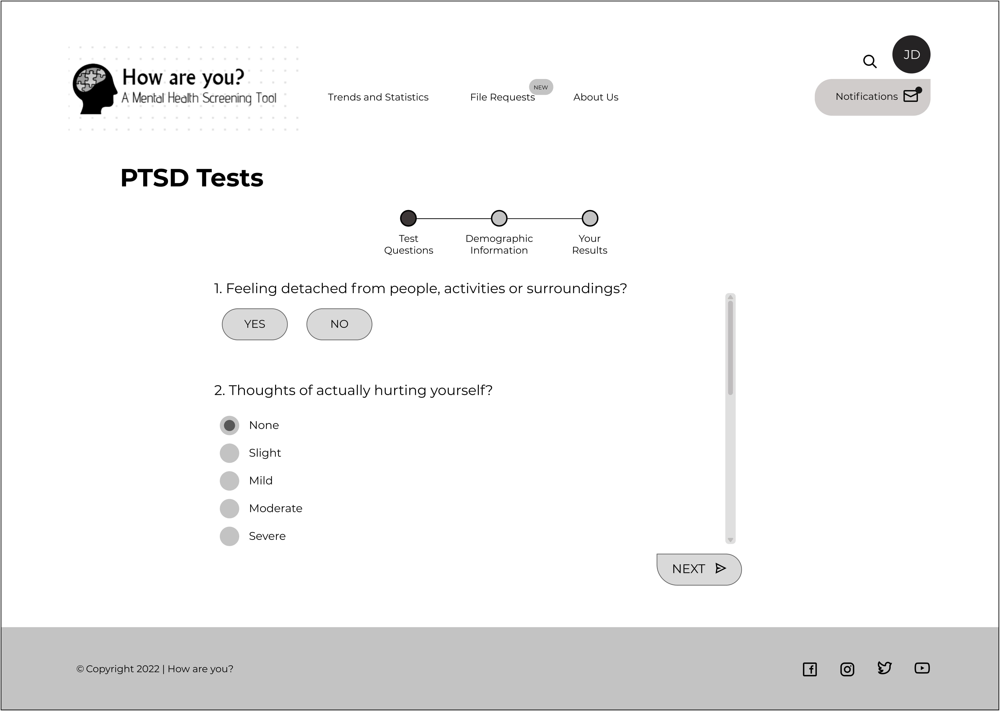 JD
How are you?
A Mental Health Screening Tool
Trends and Statistics
File Requests
NEW
About Us
Notifications
PTSD Tests
Test
Questions
Demographic
Information
Your
Results
1. Feeling detached from people, activities or surroundings?
YES
NO
2. Thoughts of actually hurting yourself?
None
Slight
Mild
Moderate
Severe
NEXT
© Copyright 2022 | How are you?